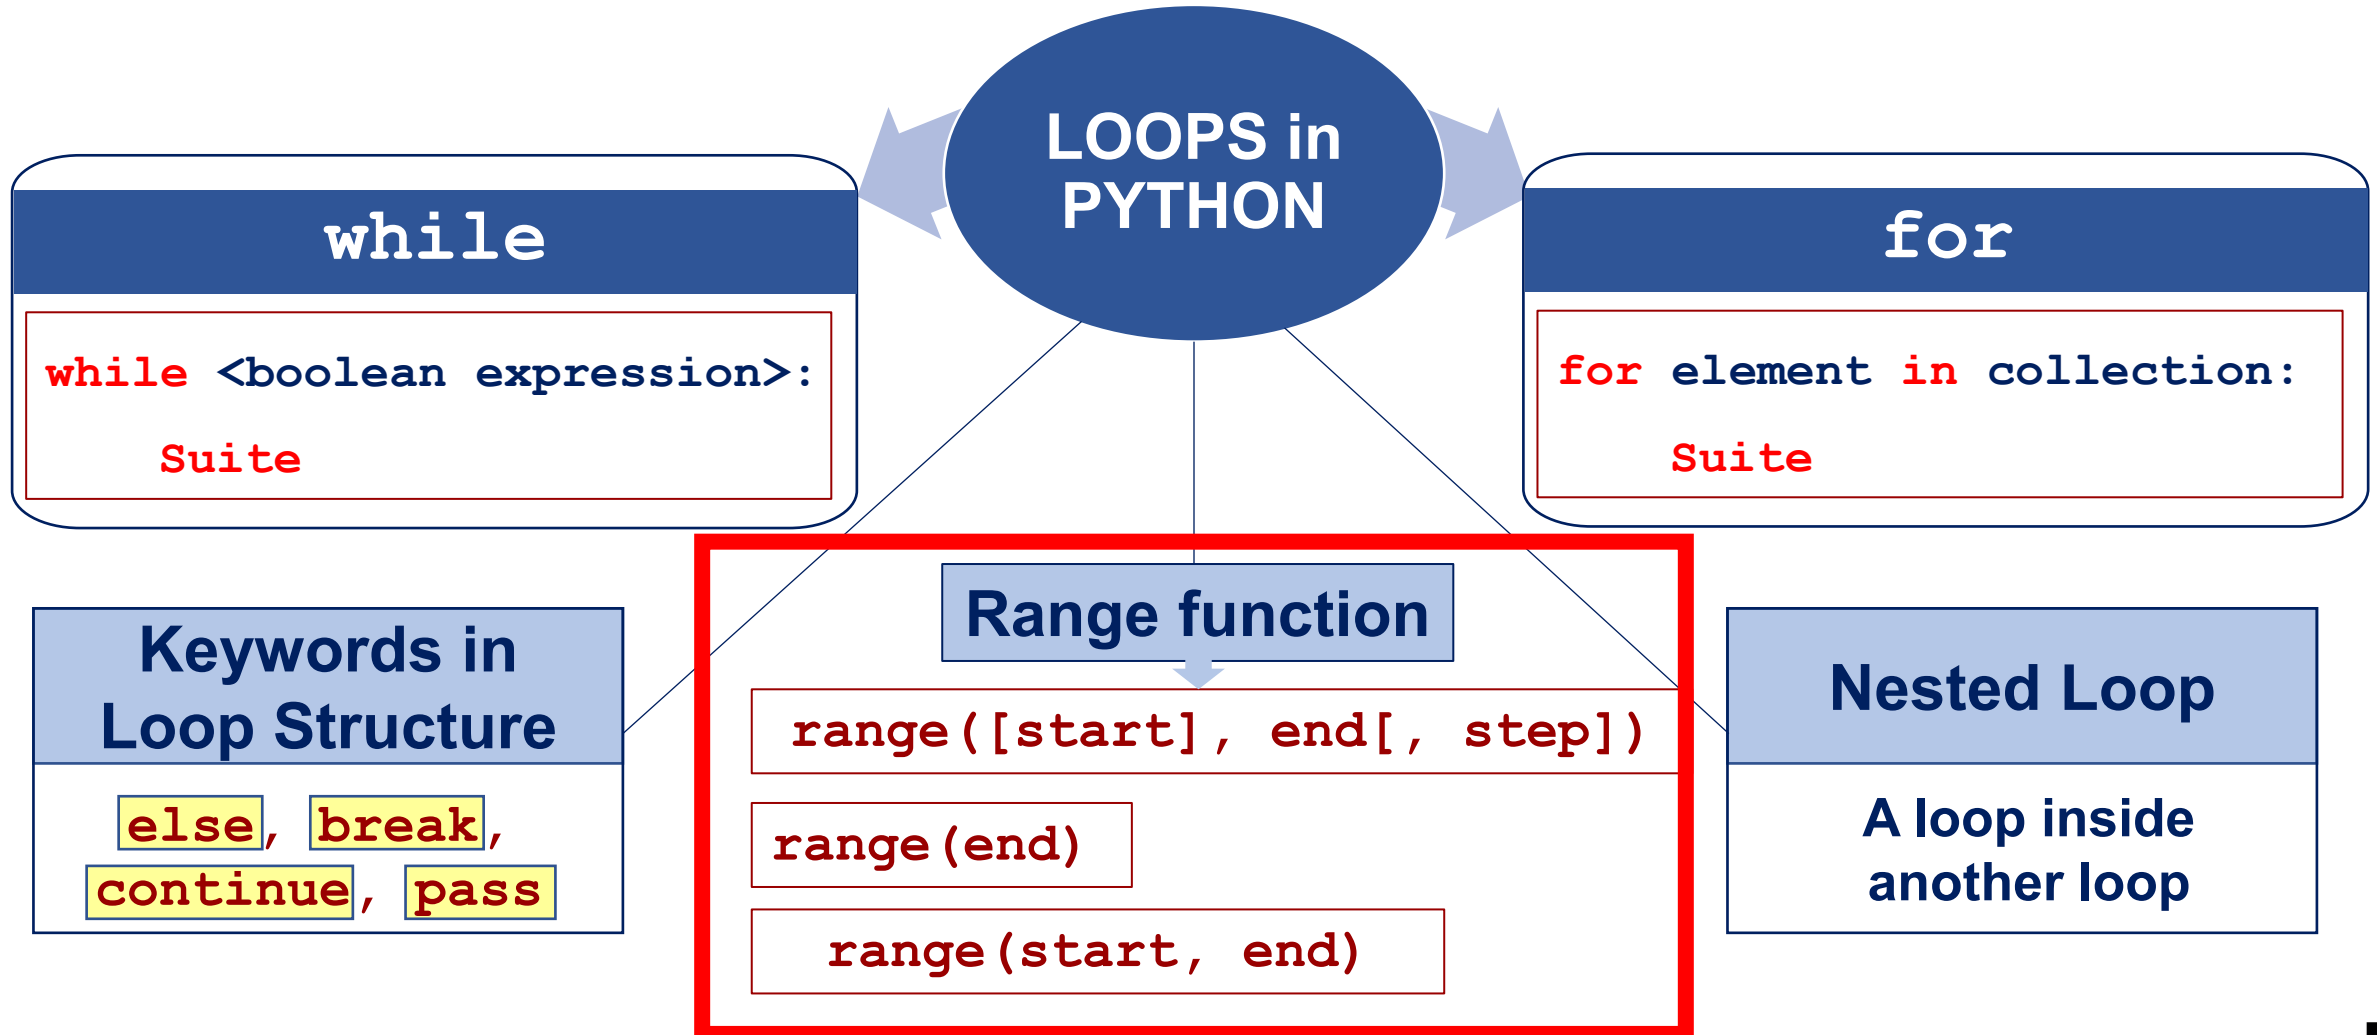 LOOPS in
PYTHON
while
while <boolean expression>:
Suite
for
for element in collection:
Suite
Keywords in
Loop Structure
else, break,
continue, pass
Range function
range([start], end[, step])
range(end)
range(start, end)
Nested Loop
A loop inside
another loop